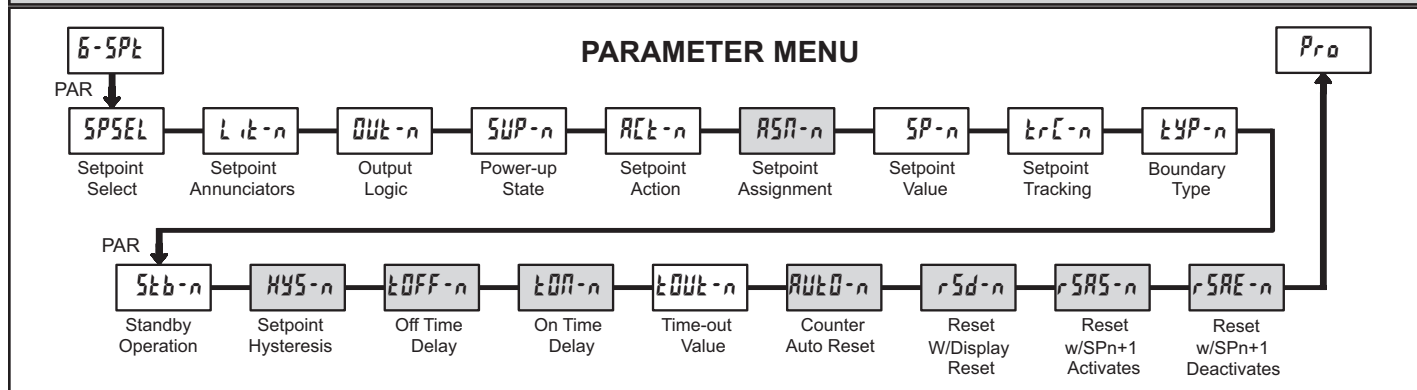 6-SPt
PARAMETER MENU
Pro
PAR
SPSEL
Lit-n
OUt-n
SUP-n
ACt-n
ASN-n
SP-n
trC-n
tYP-n
Setpoint Select
Setpoint Annunciators
Output Logic
Power-up State
Setpoint Action
Setpoint Assignment
Setpoint Value
Setpoint Tracking
Boundary Type
PAR
Stb-n
HYS-n
tOFF-n
tON-n
tOUt-n
AUtO-n
rSd-n
rSAS-n
rSAE-n
Standby Operation
Setpoint Hysteresis
Off Time Delay
On Time Delay
Time-out Value
Counter Auto Reset
Reset W/Display Reset
Reset w/SPn+1 Activates
Reset w/SPn+1 Deactivates